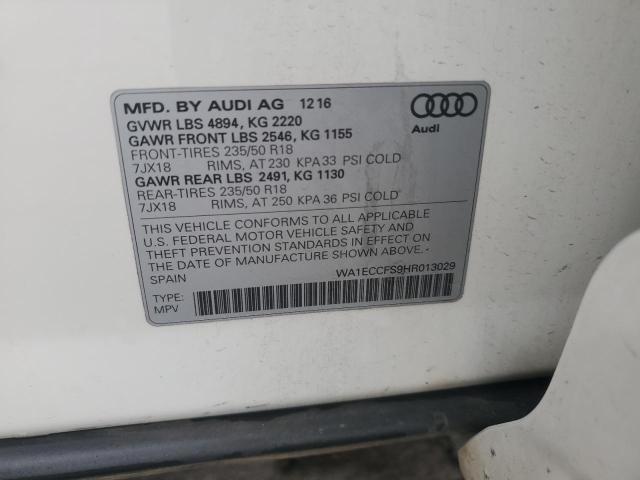 MFD. BY AUDI AG 12 16
GVWR LBS 4894, KG 2220
GAWR FRONT LBS 2546, KG 1155
FRONT-TIRES 235/50 R18
7JX18 RIMS, AT 230 KPA 33 PSI COLD
GAWR REAR LBS 2491, KG 1130
REAR-TIRES 235/50 R18
7JX18 RIMS, AT 250 KPA 36 PSI COLD
Audi
THIS VEHICLE CONFORMS TO ALL APPLICABLE
U.S. FEDERAL MOTOR VEHICLE SAFETY AND
THEFT PREVENTION STANDARDS IN EFFECT ON
THE DATE OF MANUFACTURE SHOWN ABOVE.
SPAIN
WA1ECCFS9HR013029
TYPE:
MPV